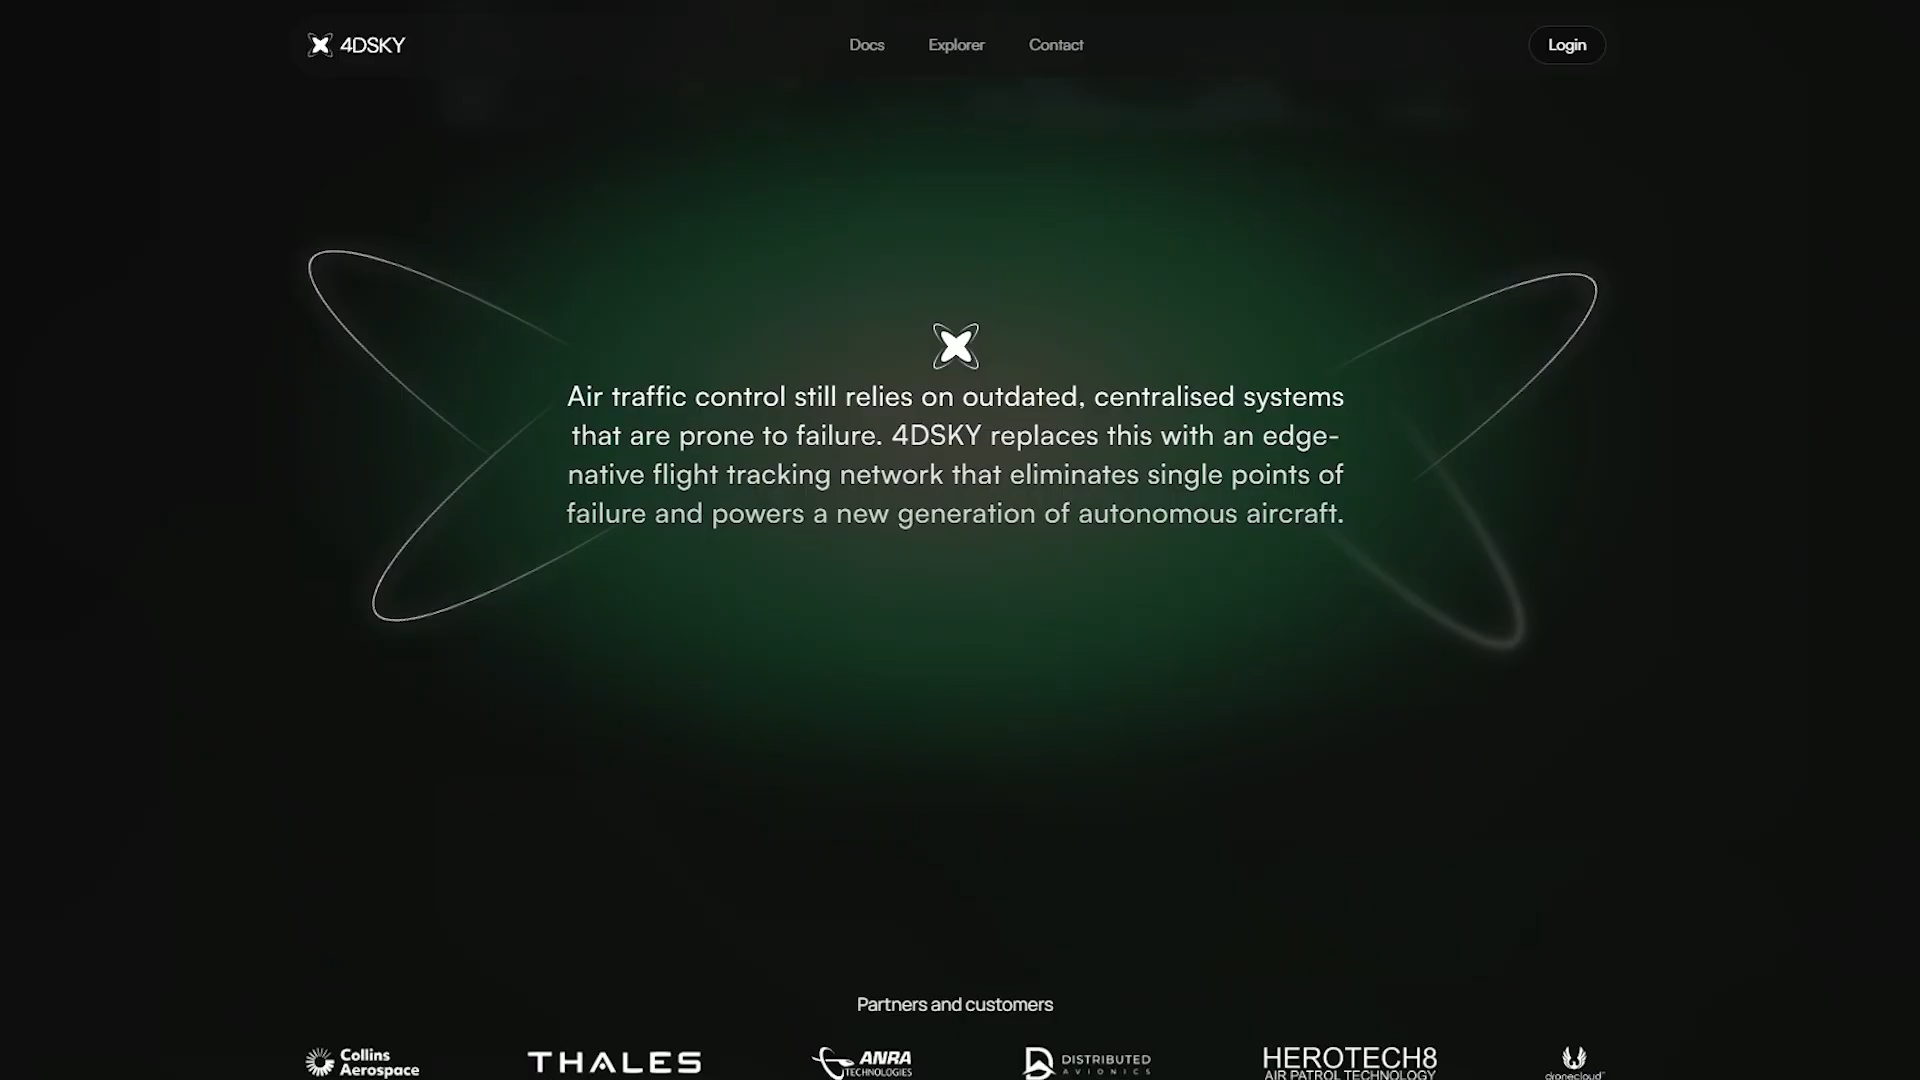 4DSKY
Docs
Explorer
Contact
Login
Air traffic control still relies on outdated, centralised systems
that are prone to failure. 4DSKY replaces this with an edge-
native flight tracking network that eliminates single points of
failure and powers a new generation of autonomous aircraft.
Partners and customers
Collins
Aerospace
THALES
ANRA
TECHNOLOGIES
DISTRIBUTED
AVIONICS
HEROTECH8
AIR PATROL TECHNOLOGY
dronecloud